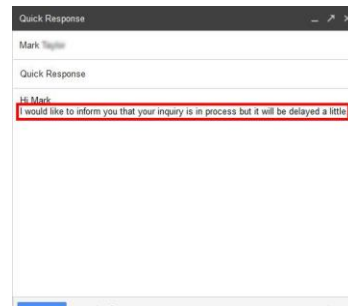 Quick Response
Mark
Quick Response
Hi Mark
I would like to inform you that your inquiry is in process but it will be delayed a little